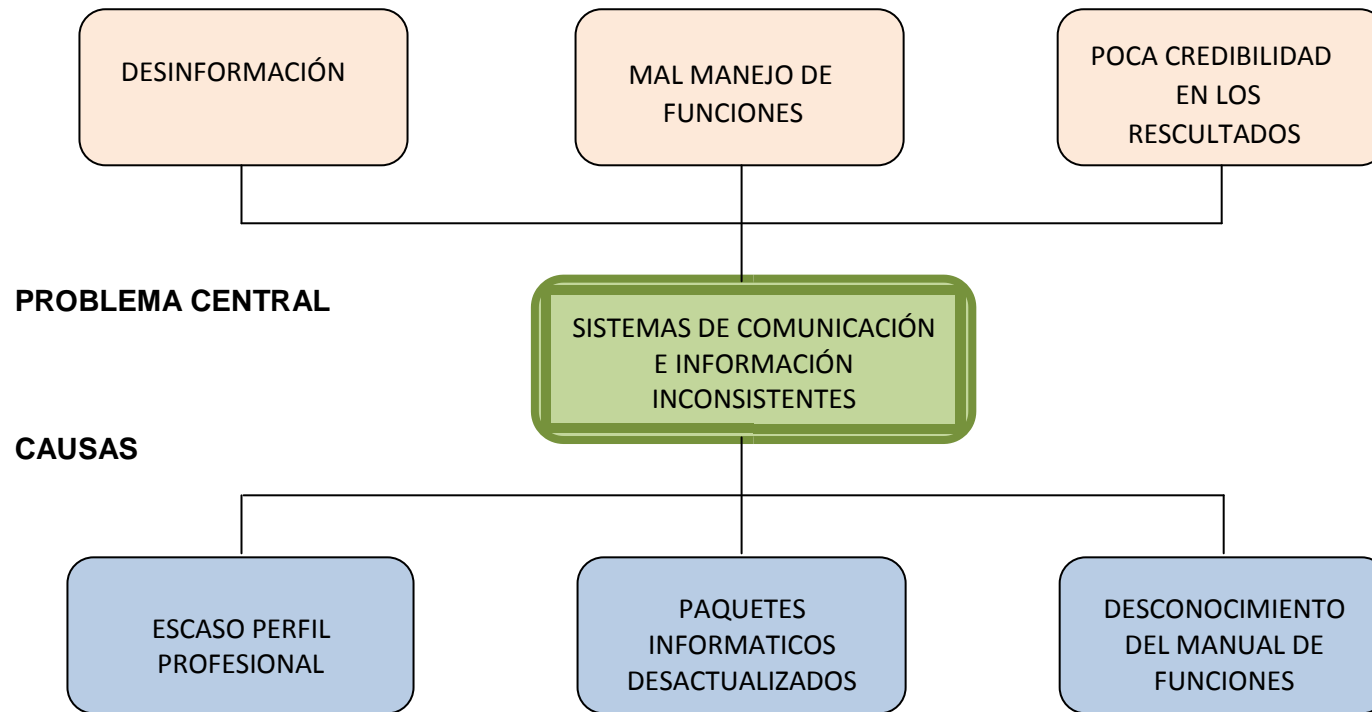 DESINFORMACIÓN
MAL MANEJO DE
FUNCIONES
POCA CREDIBILIDAD
EN LOS
RESCULTADOS
PROBLEMA CENTRAL
SISTEMAS DE COMUNICACIÓN
E INFORMACIÓN
INCONSISTENTES
CAUSAS
ESCASO PERFIL
PROFESIONAL
PAQUETES
INFORMATICOS
DESACTUALIZADOS
DESCONOCIMIENTO
DEL MANUAL DE
FUNCIONES